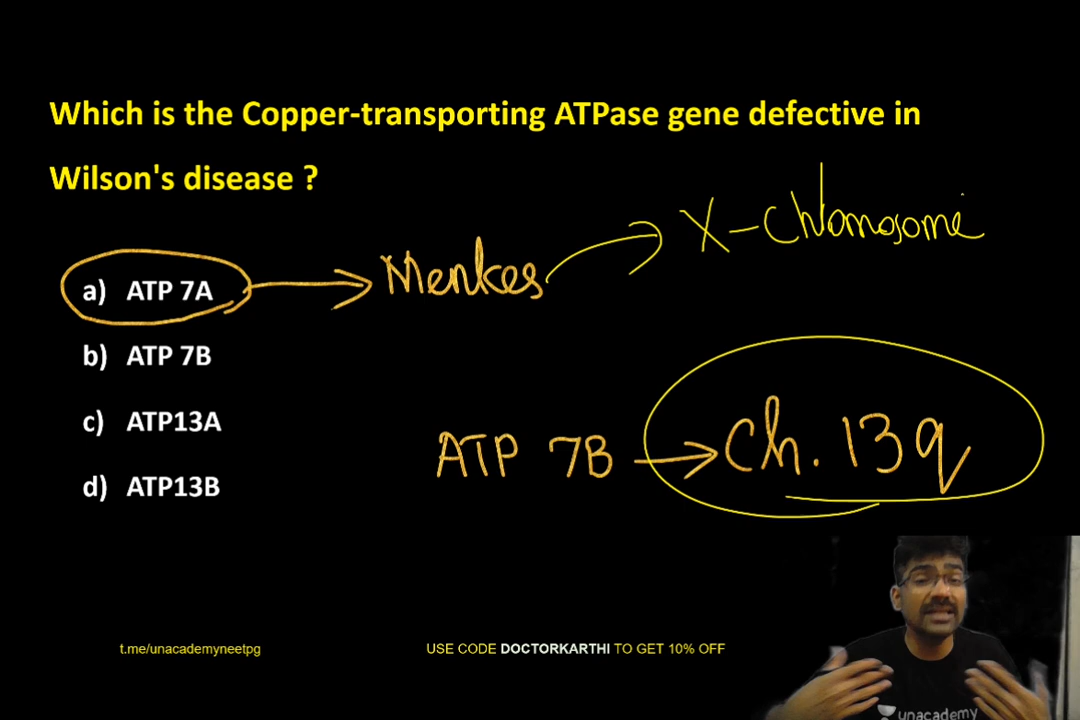 Which is the Copper-transporting ATPase gene defective in
Wilson's disease ?
X-Chromosome
a) ATP 7A
Menkes
b) ATP 7B
c) ATP13A
ATP 7B
Ch. 13q
d) ATP13B
t.me/unacademyneetpg
USE CODE DOCTORKARTHI TO GET 10% OFF
unacademy